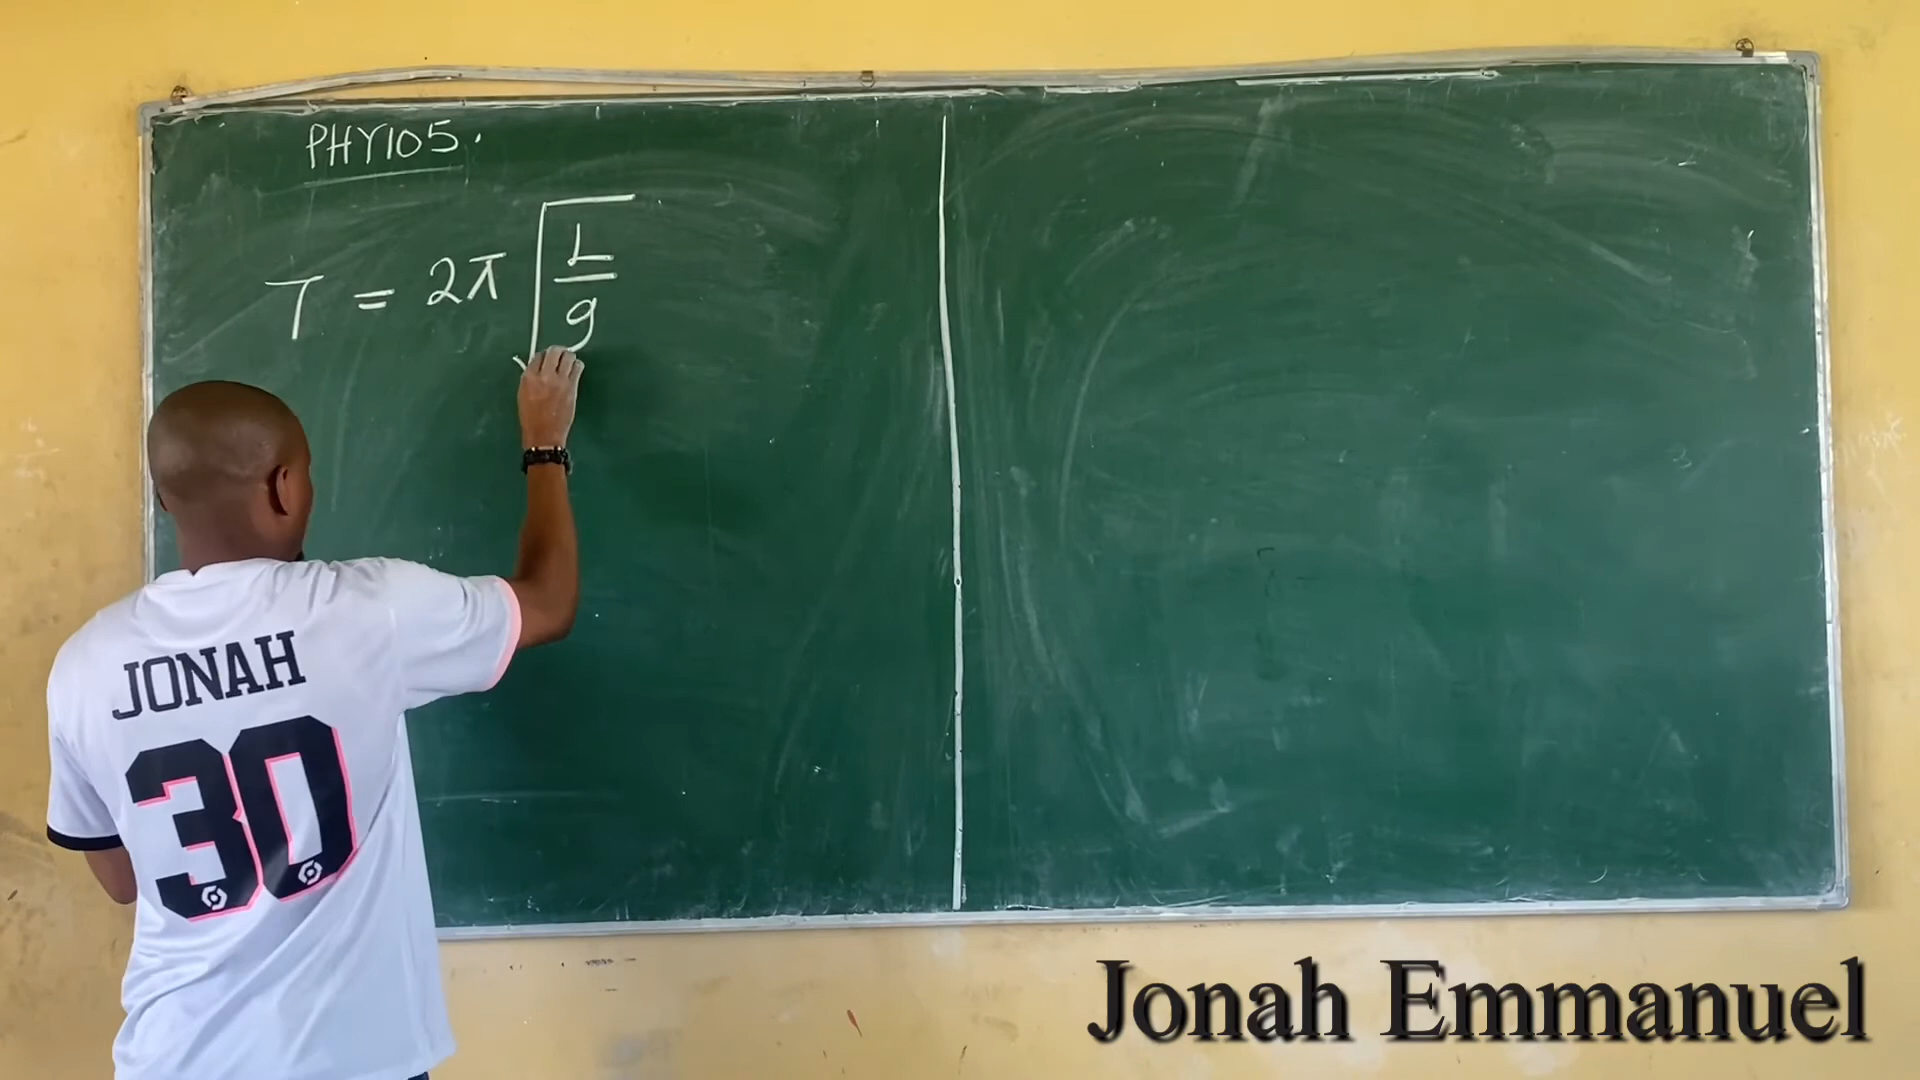 PHY105.
T = 2π √(L/g)
JONAH
30
Jonah Emmanuel